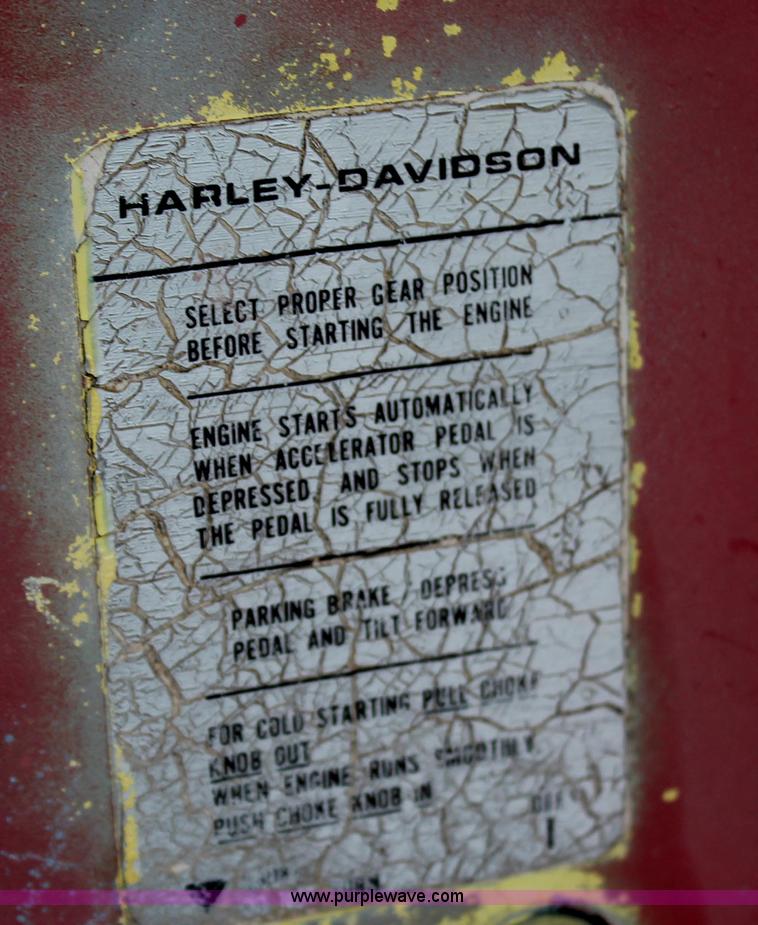 HARLEY-DAVIDSON
SELECT PROPER GEAR POSITION
BEFORE STARTING THE ENGINE
ENGINE STARTS AUTOMATICALLY
WHEN ACCELERATOR PEDAL IS
DEPRESSED, AND STOPS WHEN
THE PEDAL IS FULLY RELEASED
PARKING BRAKE / DEPRESS
PEDAL AND TILT FORWARD
FOR COLD STARTING PULL CHOKE
KNOB OUT
WHEN ENGINE RUNS SMOOTHLY
PUSH CHOKE KNOB IN
www.purplewave.com